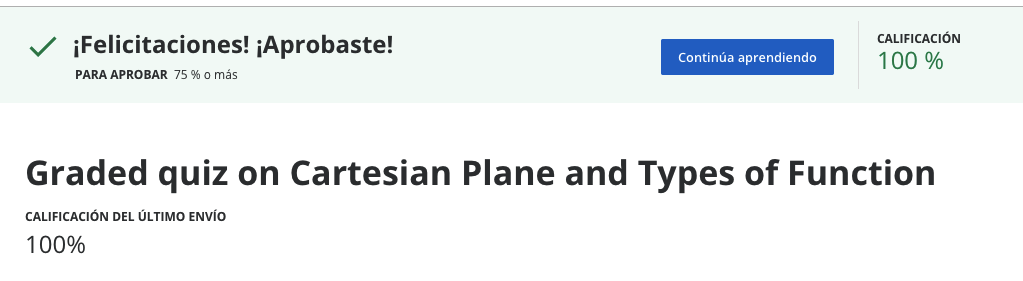 ¡Felicitaciones! ¡Aprobaste!
PARA APROBAR 75 % o más
Continúa aprendiendo
CALIFICACIÓN
100 %
Graded quiz on Cartesian Plane and Types of Function
CALIFICACIÓN DEL ÚLTIMO ENVÍO
100%